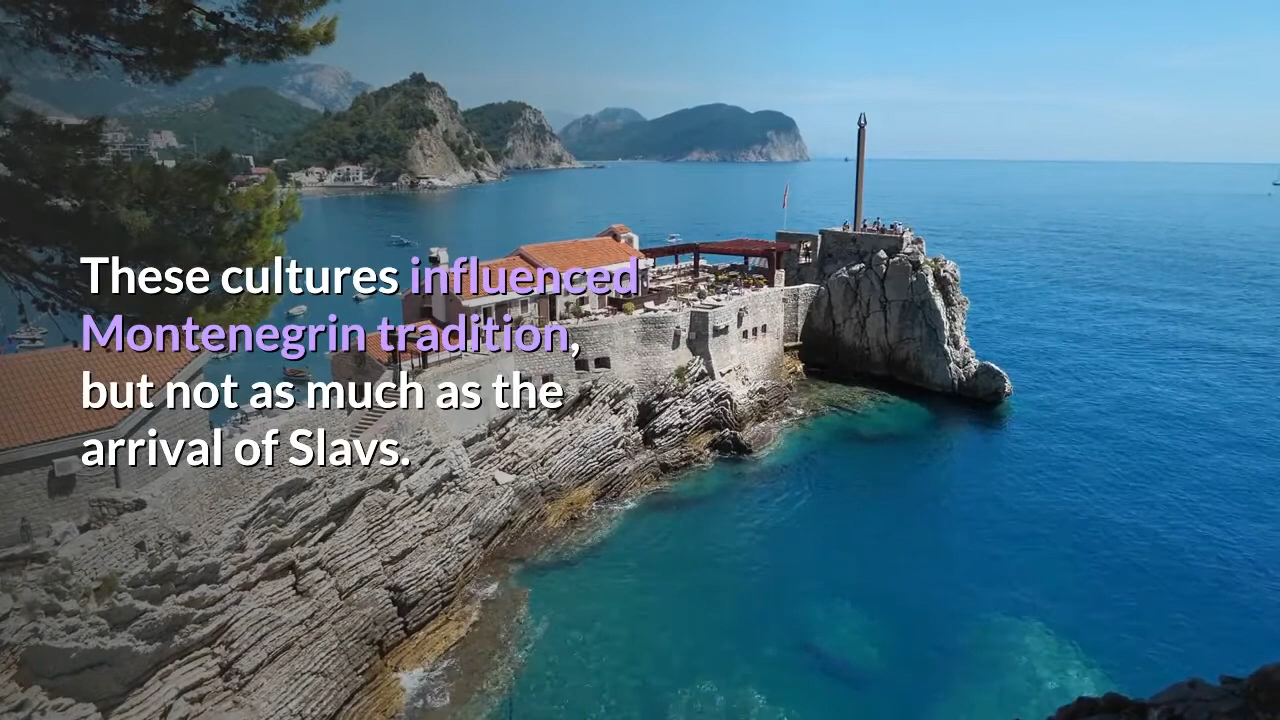 These cultures influenced
Montenegrin tradition,
but not as much as the
arrival of Slavs.